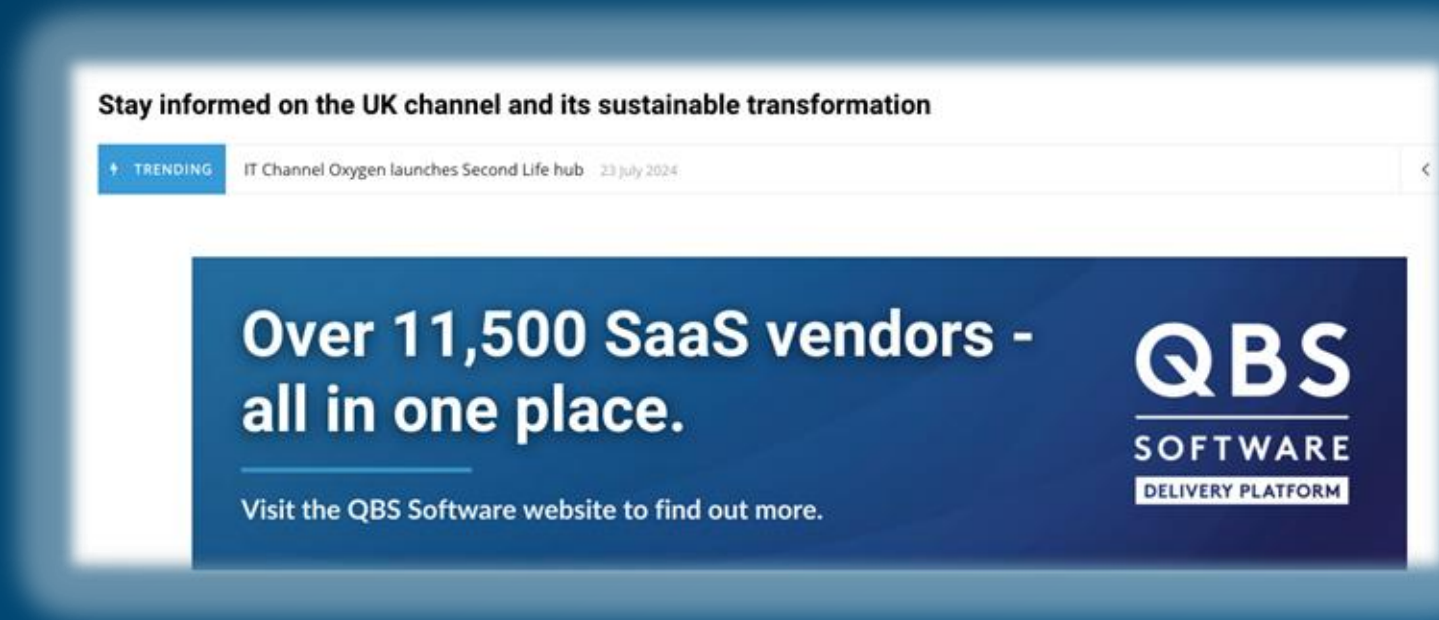 Stay informed on the UK channel and its sustainable transformation
TRENDING IT Channel Oxygen launches Second Life hub 23 July 2024
Over 11,500 SaaS vendors -
all in one place.
Visit the QBS Software website to find out more.
QBS
SOFTWARE
DELIVERY PLATFORM